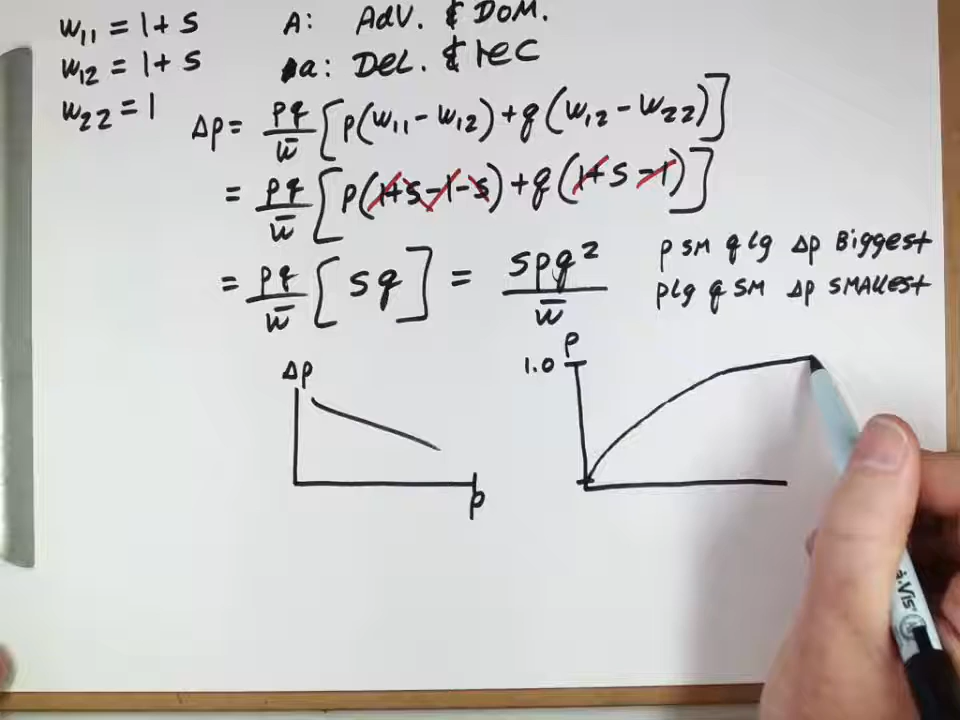 w₁₁ = 1 + s A: Adv. & Dom.
w₁₂ = 1 + s a: Del. & rec
w₂₂ = 1
Δp = pq/w̄ [p(w₁₁ - w₁₂) + q(w₁₂ - w₂₂)]
= pq/w̄ [p(1+s-1-s) + q(1+s-1)]
= pq/w̄ [sq] = spq²/w̄
p sm q lg Δp Biggest
p lg q sm Δp smallest
Δp
p
p
1.0
a.Vis